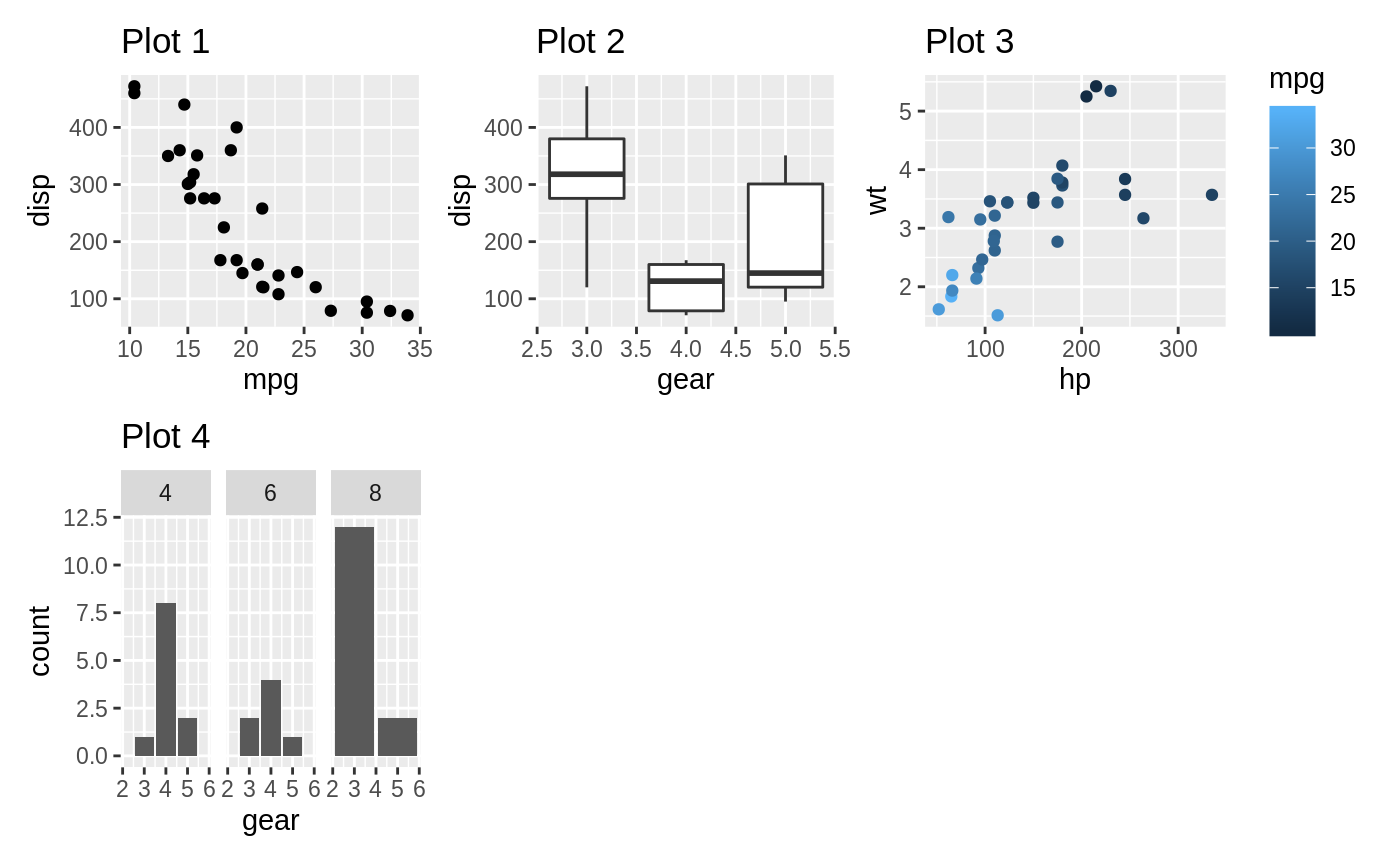 Plot 1
disp
400
300
200
100
10 15 20 25 30 35
mpg
Plot 2
disp
400
300
200
100
2.5 3.0 3.5 4.0 4.5 5.0 5.5
gear
Plot 3
wt
5
4
3
2
100 200 300
hp
mpg
30
25
20
15
Plot 4
4 6 8
count
12.5
10.0
7.5
5.0
2.5
0.0
2 3 4 5 6 2 3 4 5 6 2 3 4 5 6
gear